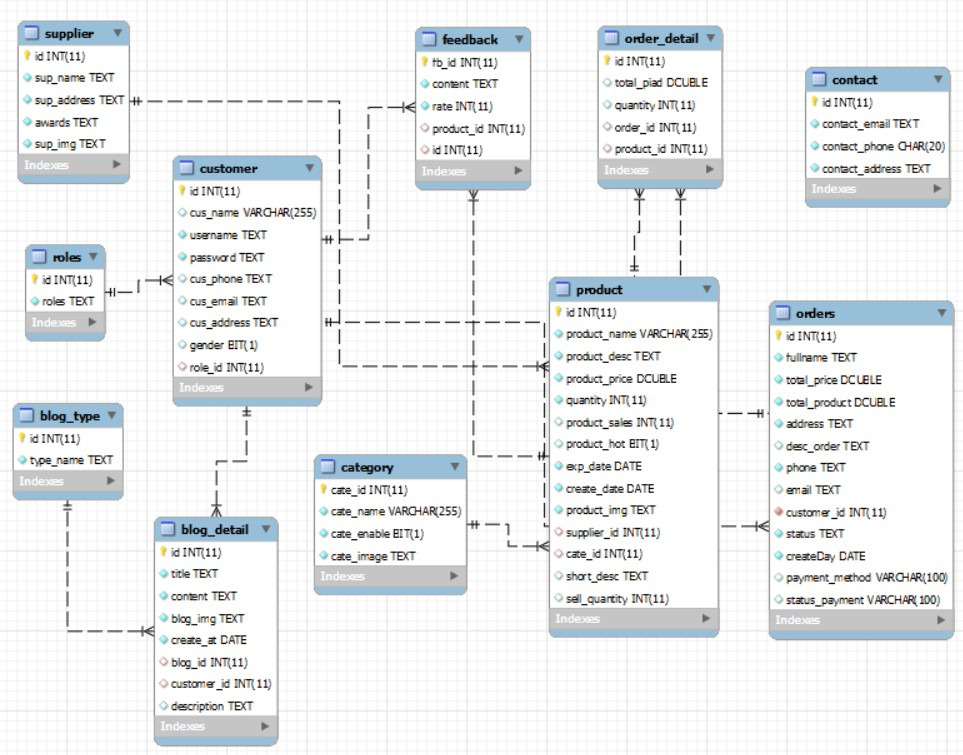 supplier
id INT(11)
sup_name TEXT
sup_address TEXT
awards TEXT
sup_img TEXT
Indexes
feedback
fb_id INT(11)
content TEXT
rate INT(11)
product_id INT(11)
id INT(11)
Indexes
order_detail
id INT(11)
total_piad DCUBLE
quantity INT(11)
order_id INT(11)
product_id INT(11)
Indexes
contact
id INT(11)
contact_email TEXT
contact_phone CHAR(20)
contact_address TEXT
Indexes
customer
id INT(11)
cus_name VARCHAR(255)
username TEXT
password TEXT
cus_phone TEXT
cus_email TEXT
cus_address TEXT
gender BIT(1)
role_id INT(11)
Indexes
roles
id INT(11)
roles TEXT
Indexes
product
id INT(11)
product_name VARCHAR(255)
product_desc TEXT
product_price DCUBLE
quantity INT(11)
product_sales INT(11)
product_hot BIT(1)
exp_date DATE
create_date DATE
product_img TEXT
supplier_id INT(11)
cate_id INT(11)
short_desc TEXT
sell_quantity INT(11)
Indexes
orders
id INT(11)
fullname TEXT
total_price DCUBLE
total_product DCUBLE
address TEXT
desc_order TEXT
phone TEXT
email TEXT
customer_id INT(11)
status TEXT
createDay DATE
payment_method VARCHAR(100)
status_payment VARCHAR(100)
Indexes
blog_type
id INT(11)
type_name TEXT
Indexes
category
cate_id INT(11)
cate_name VARCHAR(255)
cate_enable BIT(1)
cate_image TEXT
Indexes
blog_detail
id INT(11)
title TEXT
content TEXT
blog_img TEXT
create_at DATE
blog_id INT(11)
customer_id INT(11)
description TEXT
Indexes